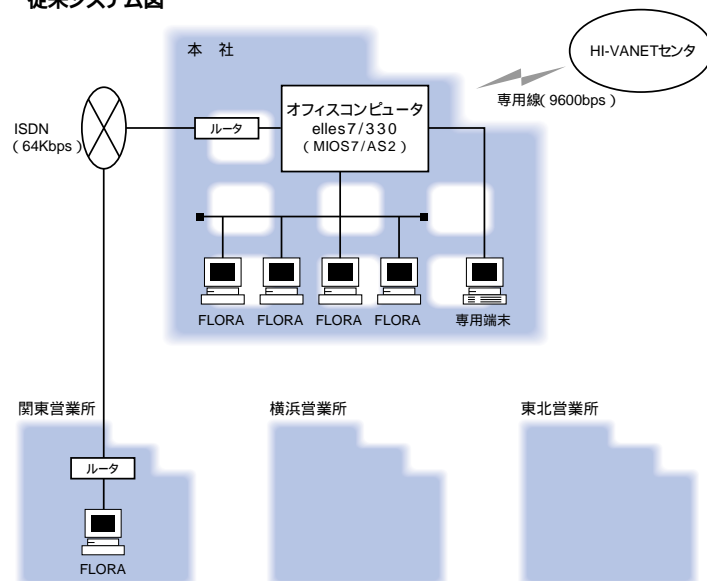 従来システム図
本 社
HI-VANETセンタ
専用線(9600bps)
ISDN
(64Kbps)
ルータ
オフィスコンピュータ
elles7/330
(MIOS7/AS2)
FLORA FLORA FLORA FLORA 専用端末
関東営業所 横浜営業所 東北営業所
ルータ
FLORA